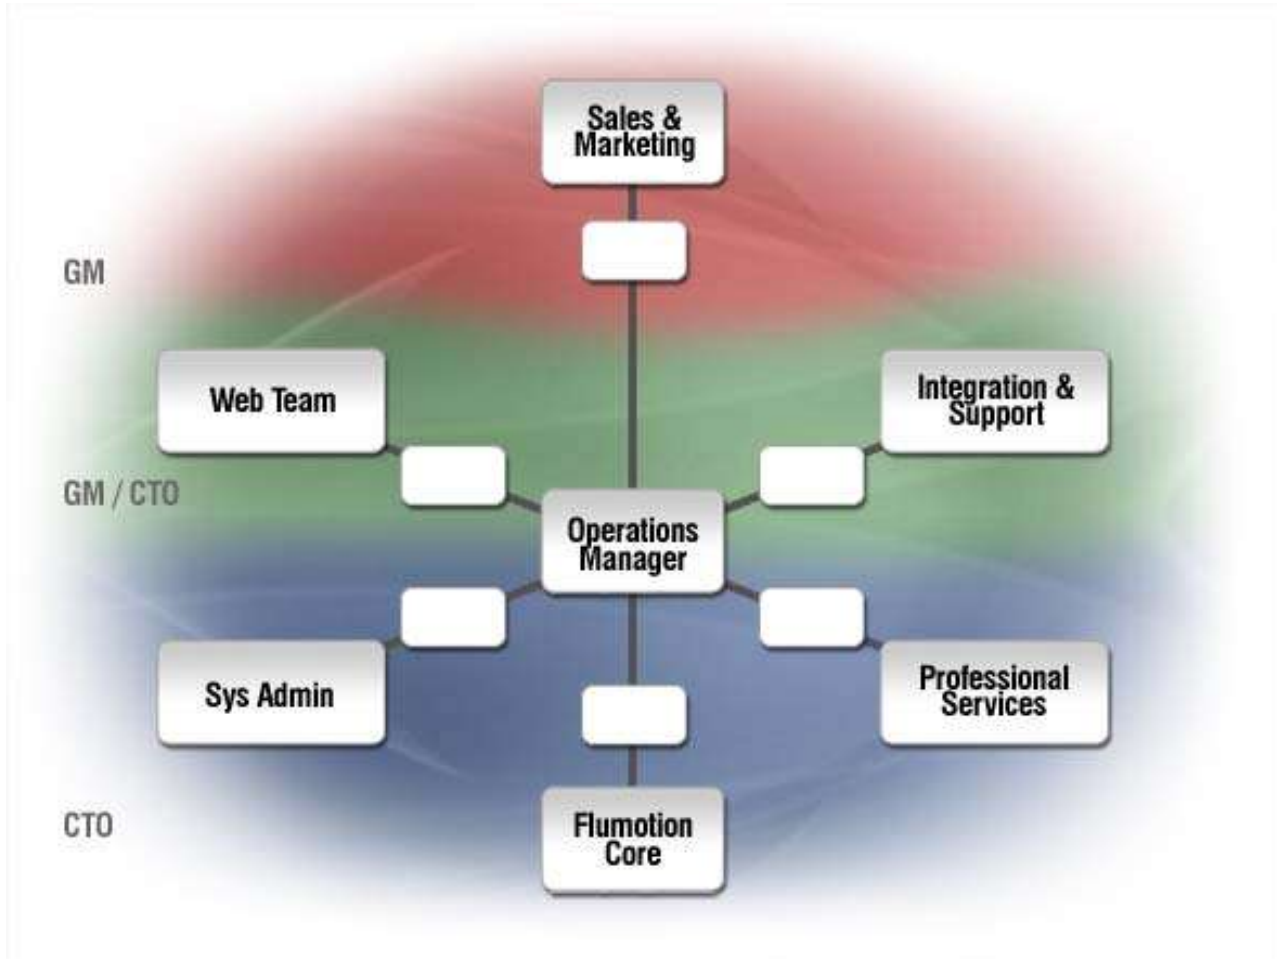 Sales &
Marketing
GM
Web Team
Integration &
Support
GM / CTO
Operations
Manager
Sys Admin
Professional
Services
CTO
Flumotion
Core